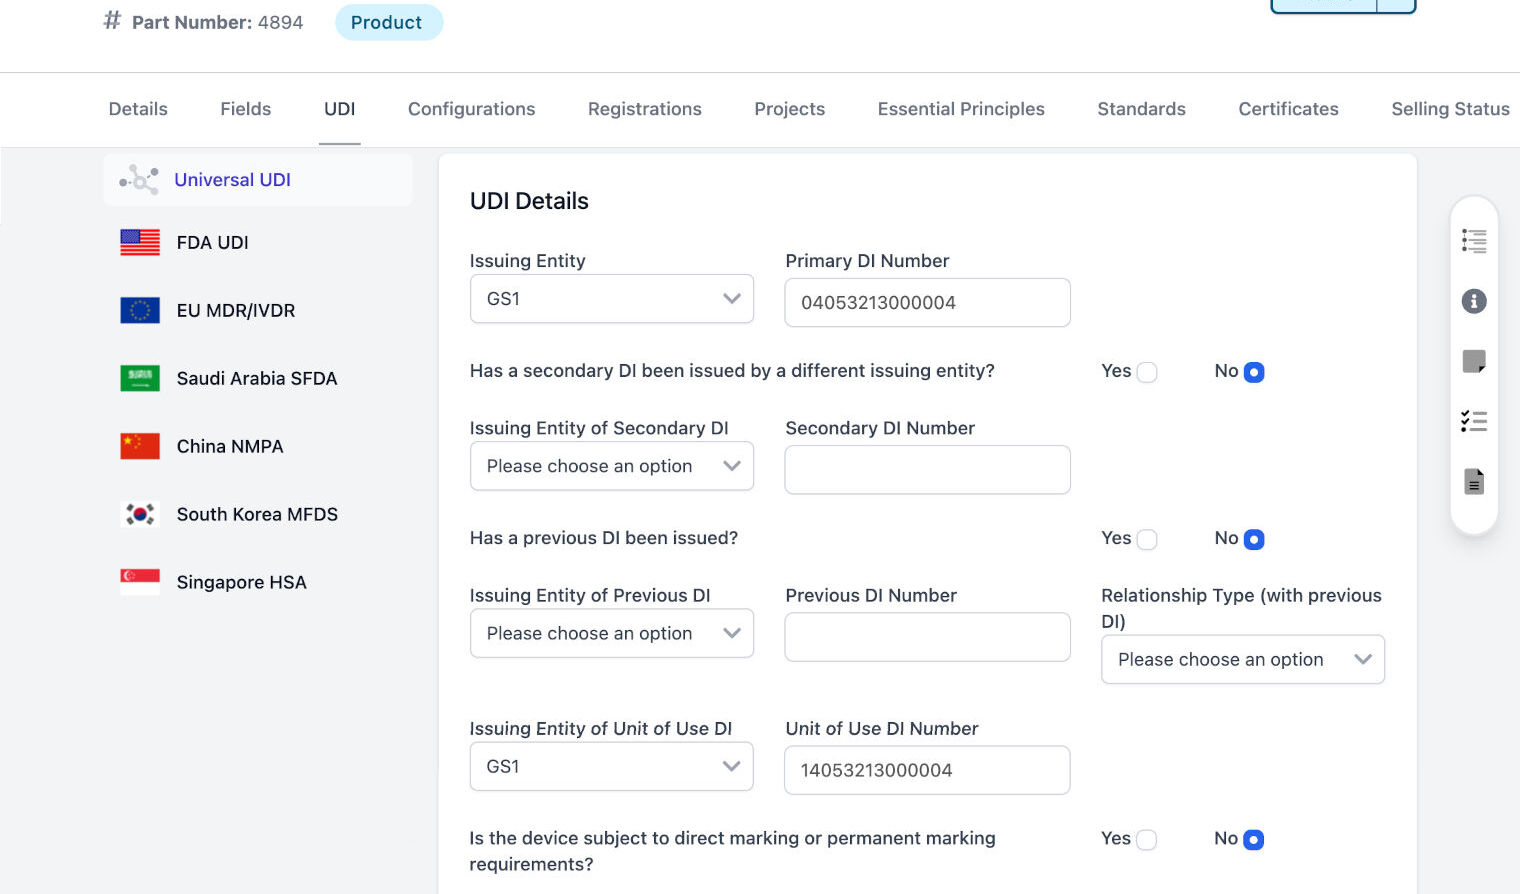 # Part Number: 4894 Product
Details Fields UDI Configurations Registrations Projects Essential Principles Standards Certificates Selling Status
Universal UDI
FDA UDI
EU MDR/IVDR
Saudi Arabia SFDA
China NMPA
South Korea MFDS
Singapore HSA
UDI Details
Issuing Entity Primary DI Number
GS1 04053213000004
Has a secondary DI been issued by a different issuing entity? Yes No
Issuing Entity of Secondary DI Secondary DI Number
Please choose an option
Has a previous DI been issued? Yes No
Issuing Entity of Previous DI Previous DI Number Relationship Type (with previous
DI)
Please choose an option Please choose an option
Issuing Entity of Unit of Use DI Unit of Use DI Number
GS1 14053213000004
Is the device subject to direct marking or permanent marking Yes No
requirements?